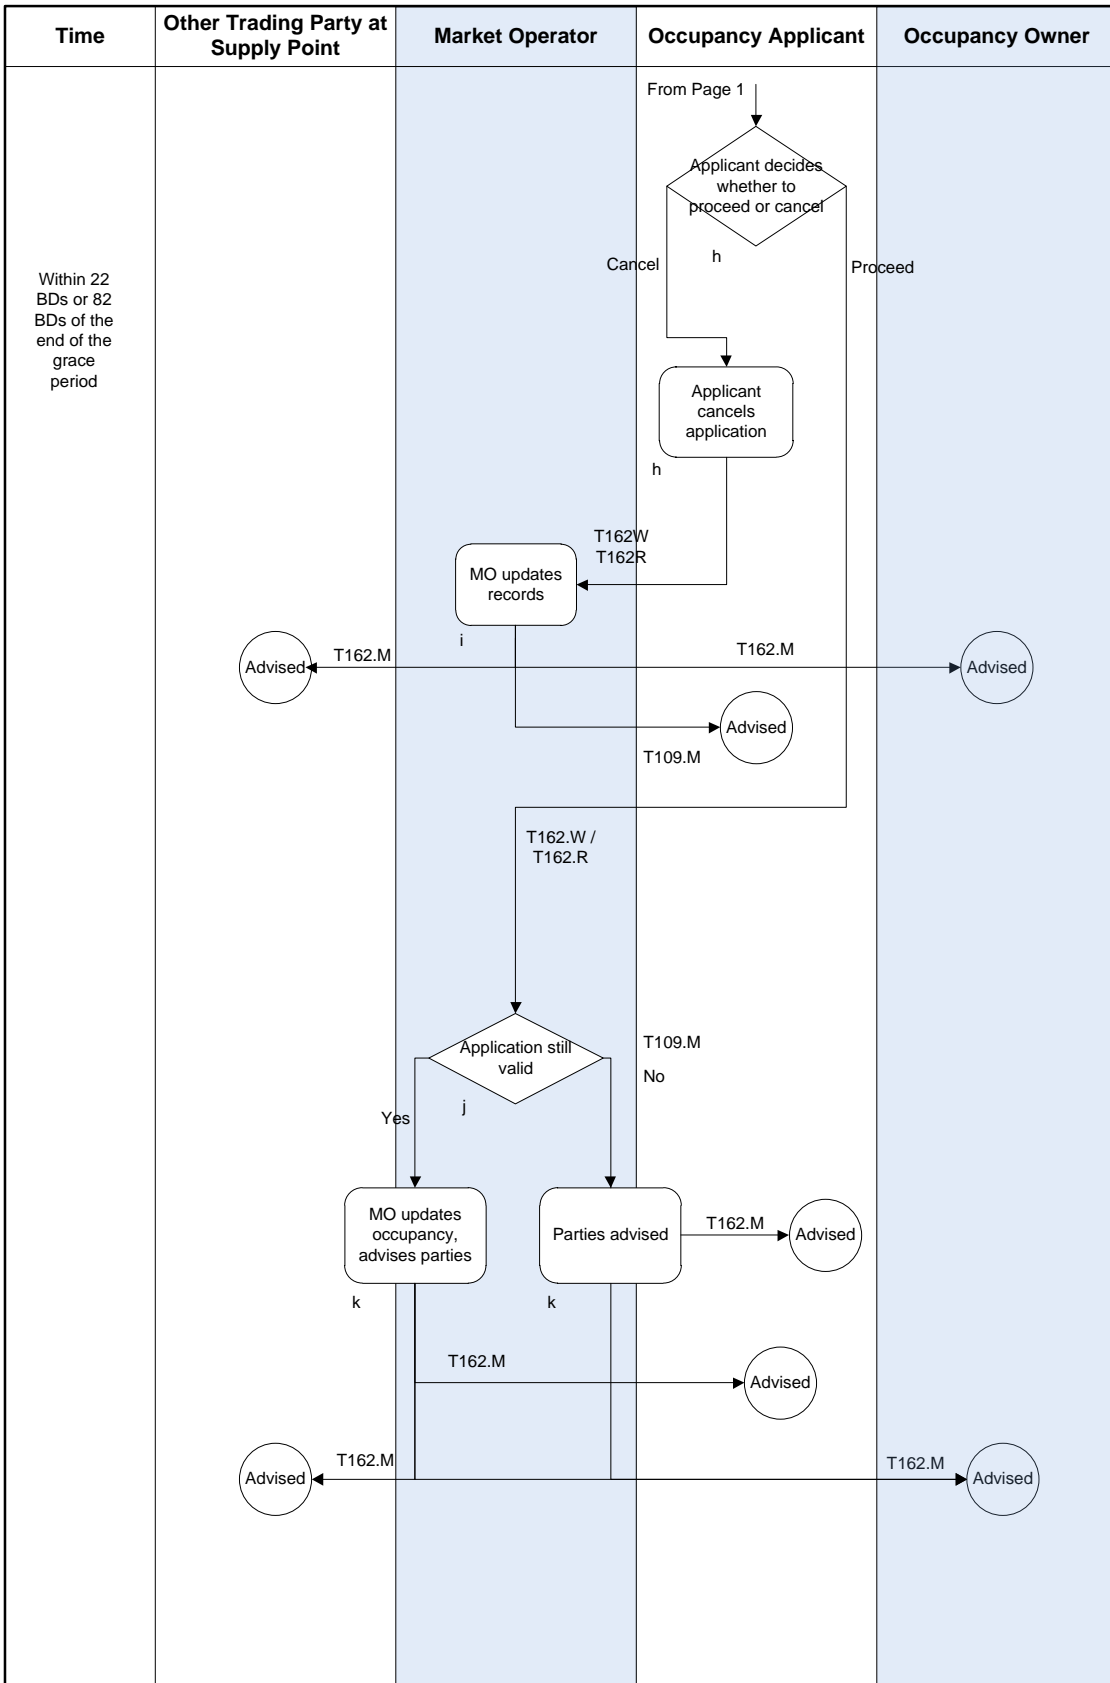 Time
Other Trading Party at
Supply Point
Market Operator
Occupancy Applicant
Occupancy Owner
From Page 1
Applicant decides
whether to
proceed or cancel
h
Cancel
Proceed
Within 22
BDs or 82
BDs of the
end of the
grace
period
Applicant
cancels
application
h
T162W
T162R
MO updates
records
i
Advised
T162.M
T162.M
Advised
Advised
T109.M
T162.W /
T162.R
Application still
valid
j
T109.M
No
Yes
MO updates
occupancy,
advises parties
k
Parties advised
k
T162.M
Advised
T162.M
Advised
Advised
T162.M
T162.M
Advised